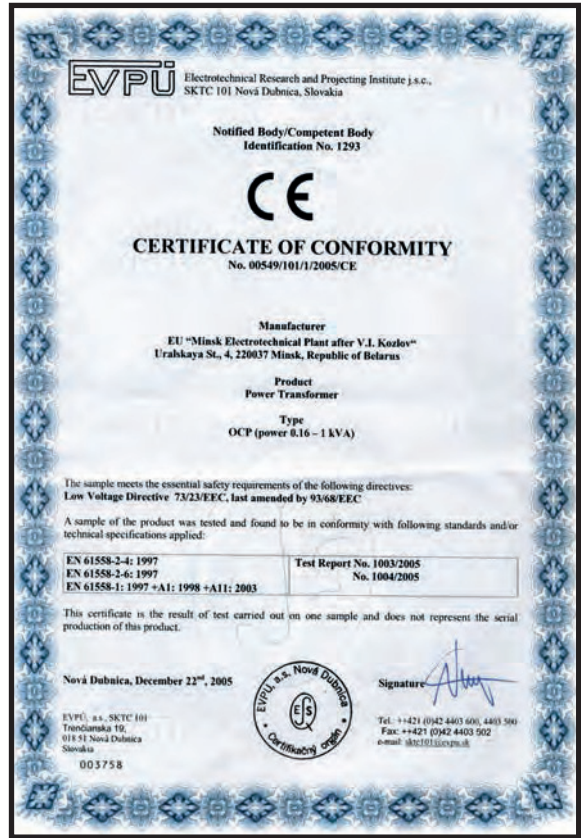 EVPÚ
Electrotechnical Research and Projecting Institute j.s.c.,
SKTC 101 Nová Dubnica, Slovakia
Notified Body/Competent Body
Identification No. 1293
CE
CERTIFICATE OF CONFORMITY
No. 00549/101/1/2005/CE
Manufacturer
EU “Minsk Electrotechnical Plant after V.I. Kozlov“
Uralskaya St., 4, 220037 Minsk, Republic of Belarus
Product
Power Transformer
Type
OCP (power 0.16 – 1 kVA)
The sample meets the essential safety requirements of the following directives:
Low Voltage Directive 73/23/EEC, last amended by 93/68/EEC
A sample of the product was tested and found to be in conformity with following standards and/or
technical specifications applied:
EN 61558-2-4: 1997
EN 61558-2-6: 1997
EN 61558-1: 1997 +A1: 1998 +A11: 2003
Test Report No. 1003/2005
No. 1004/2005
This certificate is the result of test carried out on one sample and does not represent the serial
production of this product.
Nová Dubnica, December 22nd, 2005
EVPÚ, a.s. Nová Dubnica
Certifikačný orgán
Signature
EVPÚ, a.s., SKTC 101
Trenčianska 19,
018 51 Nová Dubnica
Slovakia
003758
Tel.: ++421 (0)42 4403 600, 4403 500
Fax: ++421 (0)42 4403 502
e-mail: sktc101@evpu.sk